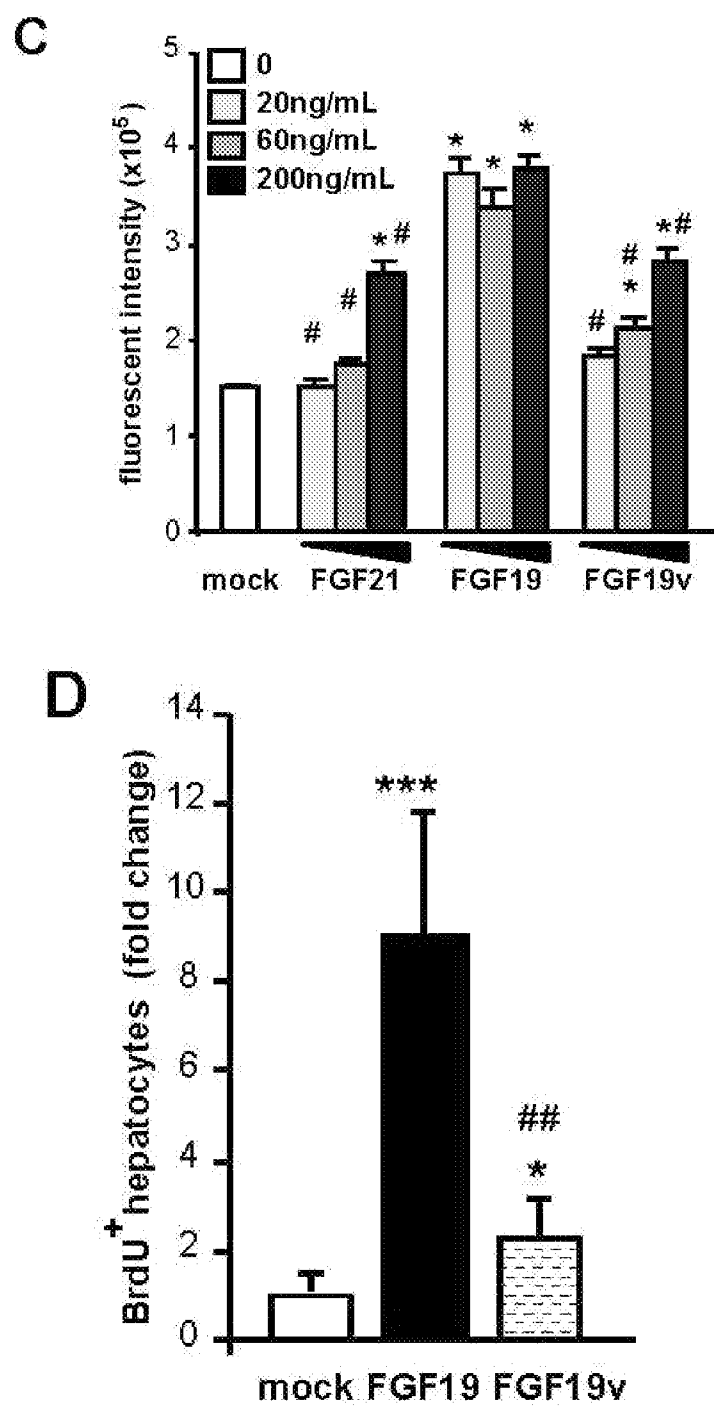 C
fluorescent intensity (x10⁵)
5
4
3
2
1
0
0
20ng/mL
60ng/mL
200ng/mL
# # *#
* * *
# # * *#
mock FGF21 FGF19 FGF19v
D
BrdU⁺ hepatocytes (fold change)
14
12
10
8
6
4
2
0
***
##
*
mock FGF19 FGF19v